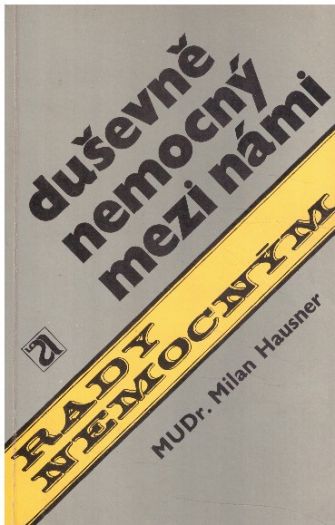 duševně
nemocný
mezi námi
RADY
NEMOCNÝM
MUDr. Milan Hausner